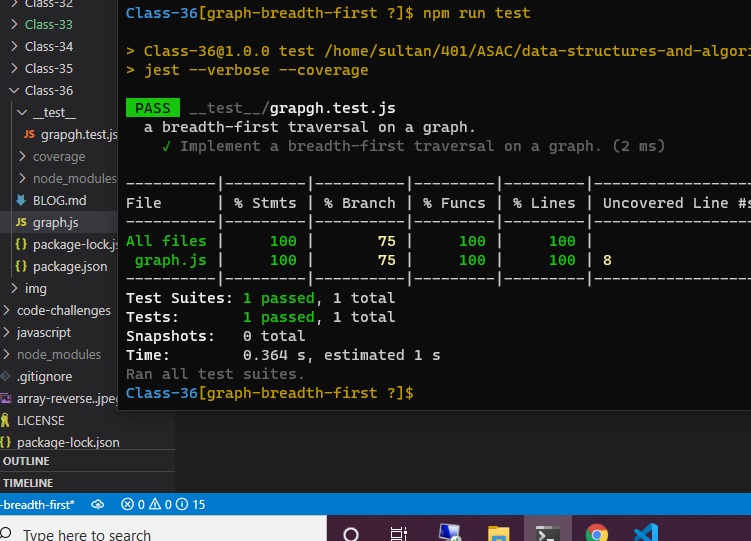 Class-32
Class-33
Class-34
Class-35
Class-36
__test__
JS grapgh.test.js
coverage
node_modules
BLOG.md
JS graph.js
{} package-lock.js
{} package.json
img
code-challenges
javascript
node_modules
.gitignore
array-reverse..jpeg
LICENSE
{} package-lock.json
OUTLINE
TIMELINE
-breadth-first* 0 0 15
Type here to search
Class-36[graph-breadth-first ?]$ npm run test
> Class-36@1.0.0 test /home/sultan/401/ASAC/data-structures-and-algori
> jest --verbose --coverage
PASS __test__/grapgh.test.js
a breadth-first traversal on a graph.
✓ Implement a breadth-first traversal on a graph. (2 ms)
----------|---------|----------|---------|---------|-------------------
File | % Stmts | % Branch | % Funcs | % Lines | Uncovered Line #s
----------|---------|----------|---------|---------|-------------------
All files | 100 | 75 | 100 | 100 |
graph.js | 100 | 75 | 100 | 100 | 8
----------|---------|----------|---------|---------|-------------------
Test Suites: 1 passed, 1 total
Tests: 1 passed, 1 total
Snapshots: 0 total
Time: 0.364 s, estimated 1 s
Ran all test suites.
Class-36[graph-breadth-first ?]$